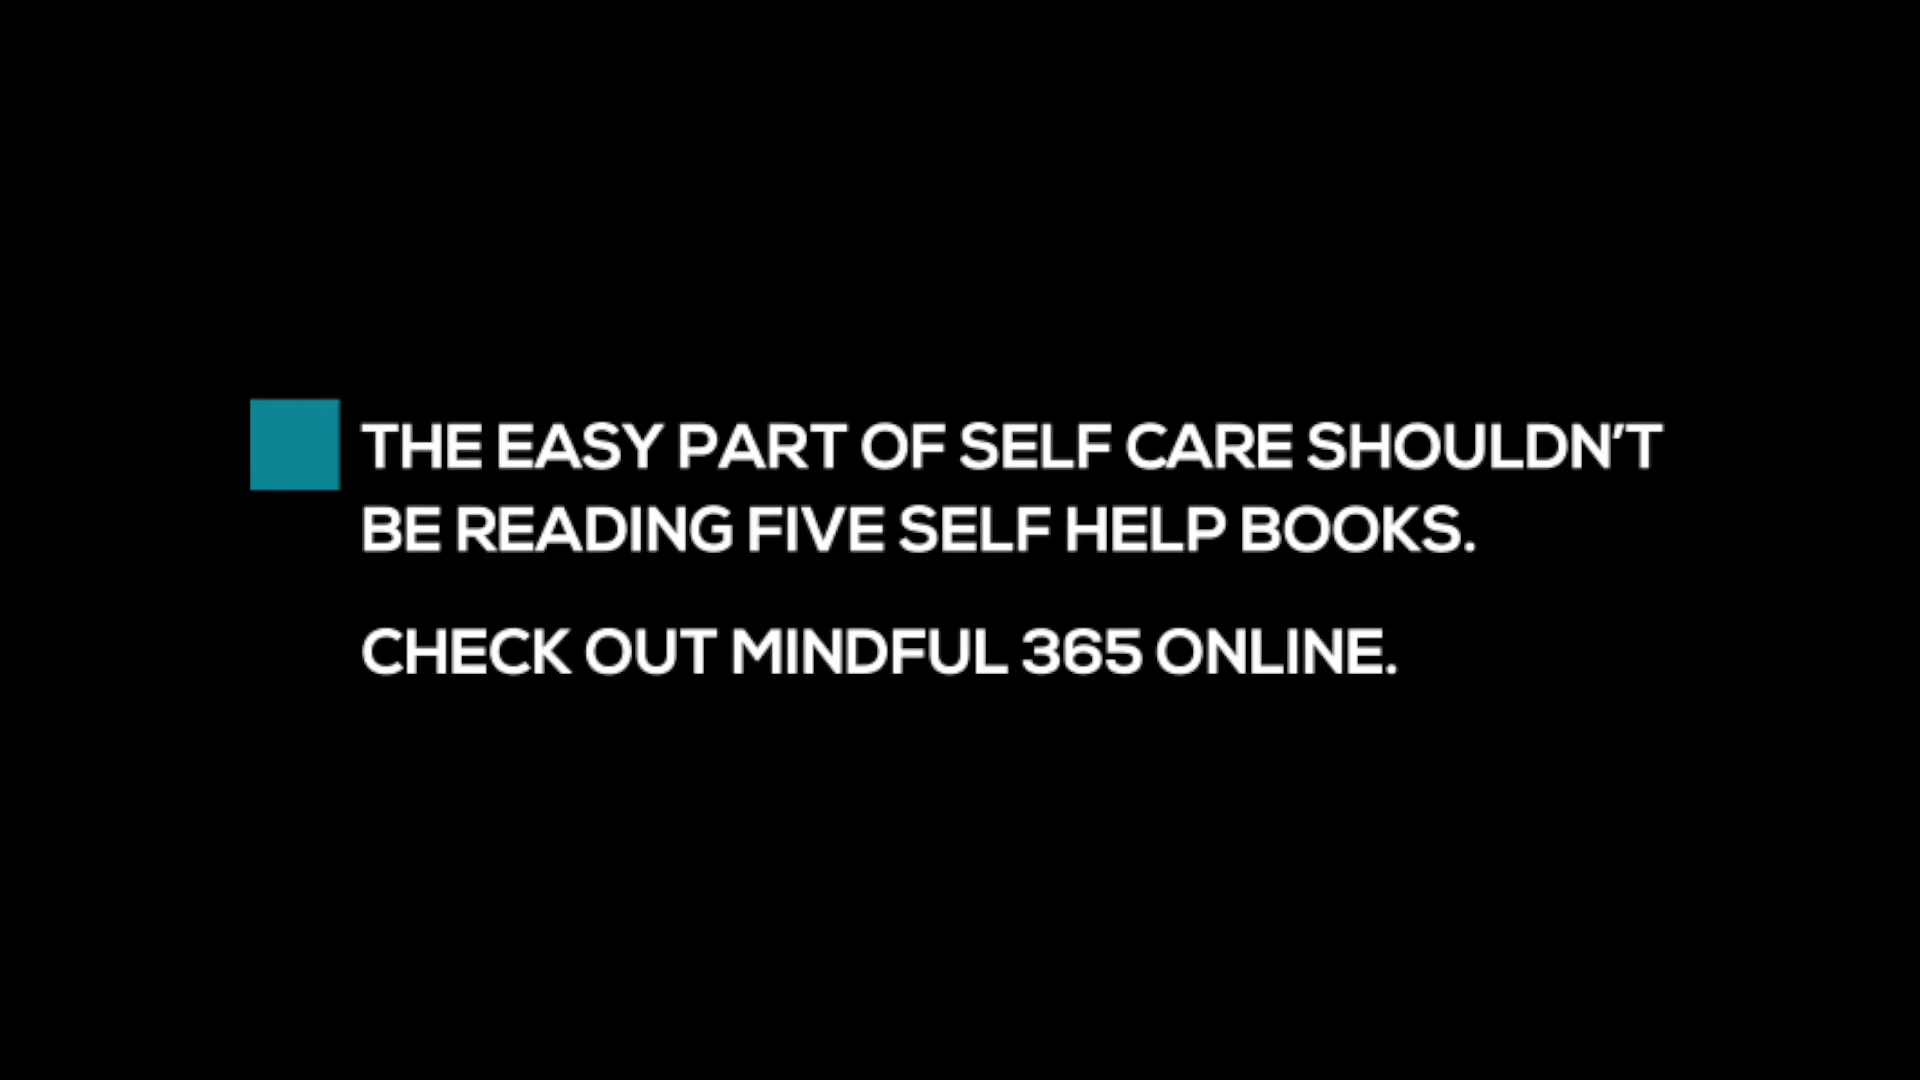 THE EASY PART OF SELF CARE SHOULDN'T
BE READING FIVE SELF HELP BOOKS.
CHECK OUT MINDFUL 365 ONLINE.